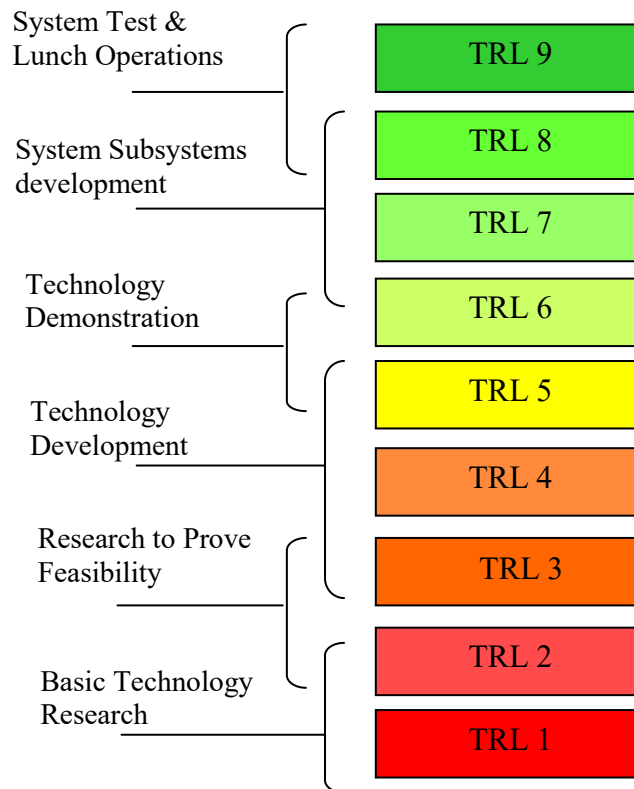 System Test &
Lunch Operations
TRL 9
System Subsystems
development
TRL 8
TRL 7
Technology
Demonstration
TRL 6
Technology
Development
TRL 5
TRL 4
Research to Prove
Feasibility
TRL 3
Basic Technology
Research
TRL 2
TRL 1